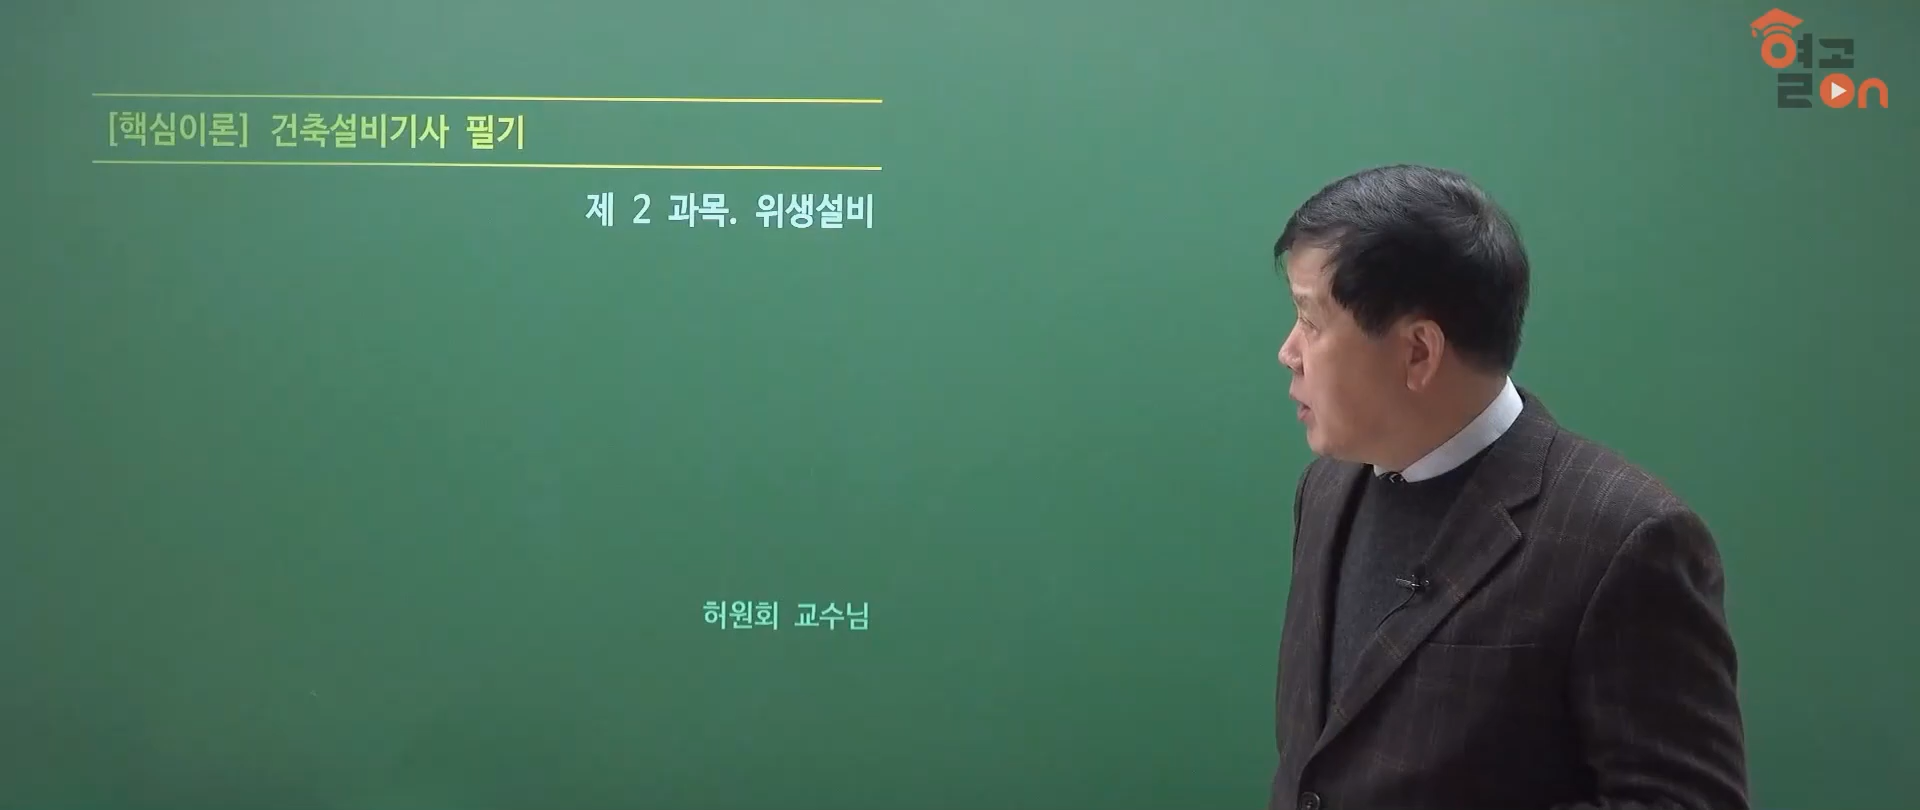 열공
on
[핵심이론] 건축설비기사 필기
제 2 과목. 위생설비
허원회 교수님